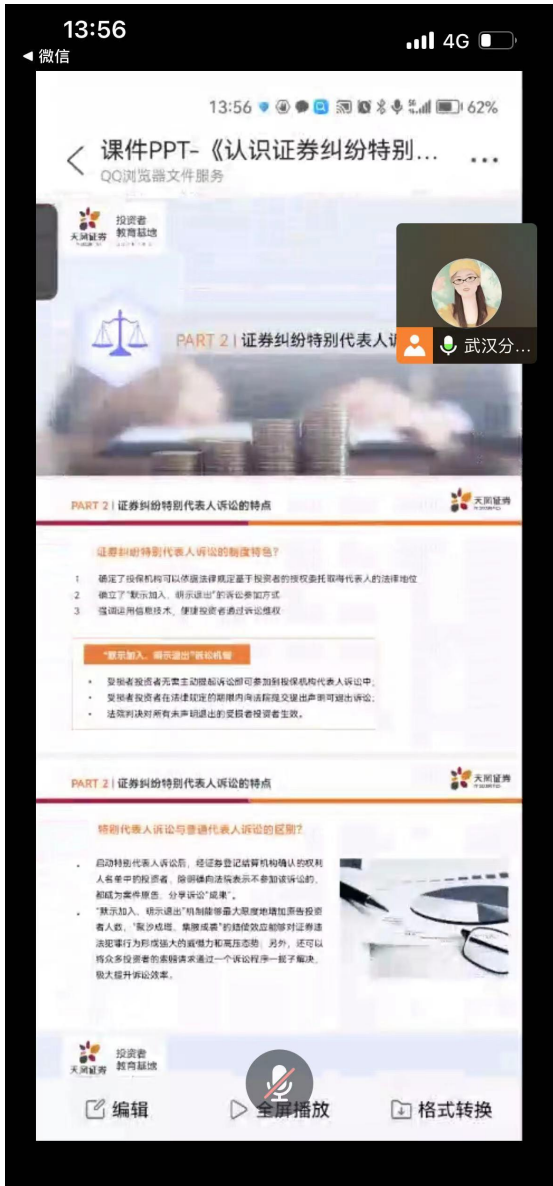 13:56
4G
◀ 微信
13:56
62%
课件PPT-《认识证券纠纷特别...
QQ浏览器文件服务
天风证券
投资者
教育基地
PART 2 | 证券纠纷特别代表人诉
武汉分...
PART 2 | 证券纠纷特别代表人诉讼的特点
天风证券
证券纠纷特别代表人诉讼的制度特色?
1 确定了投保机构可以依据法律规定基于投资者的授权委托取得代表人的法律地位
2 确立了“默示加入、明示退出”的诉讼参加方式
3 强调运用信息技术、便捷投资者通过诉讼维权
“默示加入、明示退出”诉讼机制
• 受损者投资者无需主动提起诉讼即可参加到投保机构代表人诉讼中;
• 受损者投资者在法律规定的期限内向法院提交退出声明可退出诉讼;
• 法院判决对所有未声明退出的受损者投资者生效。
PART 2 | 证券纠纷特别代表人诉讼的特点
天风证券
特别代表人诉讼与普通代表人诉讼的区别?
• 启动特别代表人诉讼后,经证券登记结算机构确认的权利
人名单中的投资者,除明确向法院表示不参加该诉讼的,
都成为案件原告,分享诉讼“成果”。
• “默示加入、明示退出”机制能够最大限度地增加原告投资
者人数,“聚沙成塔、集腋成裘”的赔偿效应能够对证券违
法犯罪行为形成强大的威慑力和高压态势;另外,还可以
将众多投资者的索赔请求通过一个诉讼程序一揽子解决,
极大提升诉讼效率。
天风证券
投资者
教育基地
编辑
全屏播放
格式转换